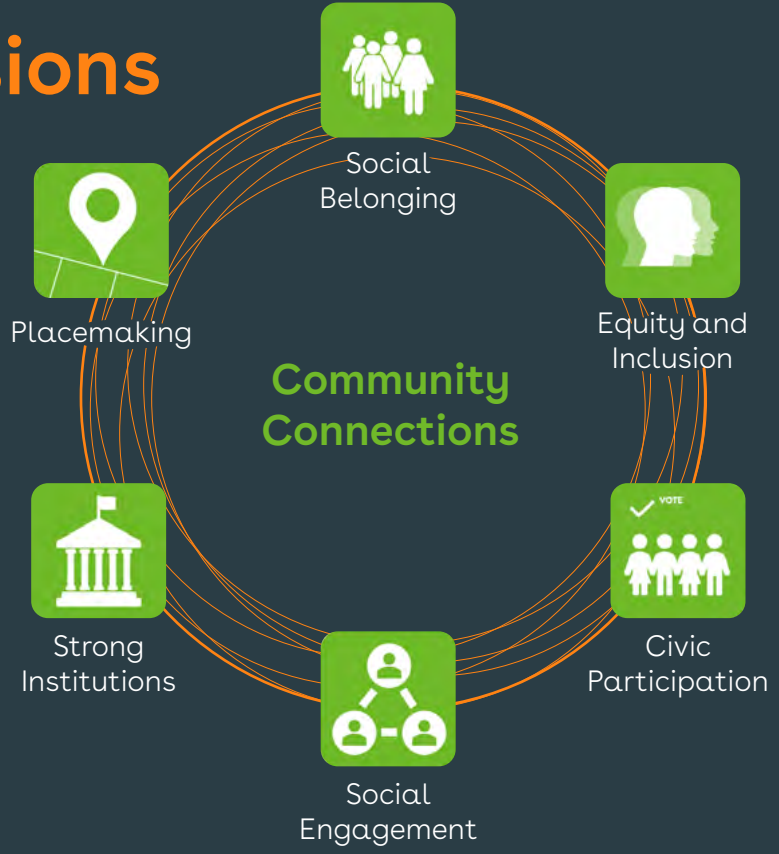 sions
Social
Belonging
Equity and
Inclusion
VOTE
Civic
Participation
Social
Engagement
Strong
Institutions
Placemaking
Community
Connections